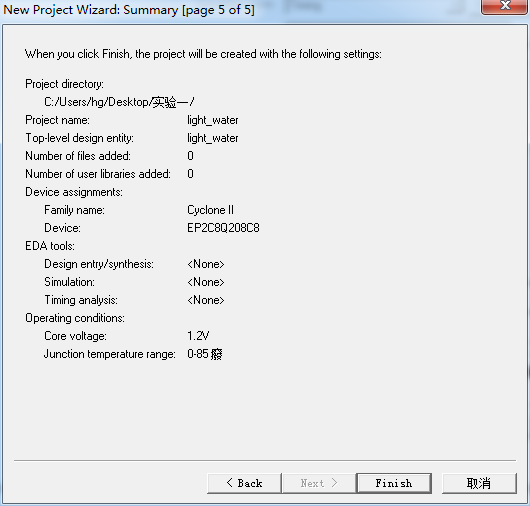 New Project Wizard: Summary [page 5 of 5]
When you click Finish, the project will be created with the following settings:
Project directory:
C:/Users/hg/Desktop/实验一/
Project name: light_water
Top-level design entity: light_water
Number of files added: 0
Number of user libraries added: 0
Device assignments:
Family name: Cyclone II
Device: EP2C8Q208C8
EDA tools:
Design entry/synthesis: <None>
Simulation: <None>
Timing analysis: <None>
Operating conditions:
Core voltage: 1.2V
Junction temperature range: 0-85 癈
< Back Next > Finish 取消